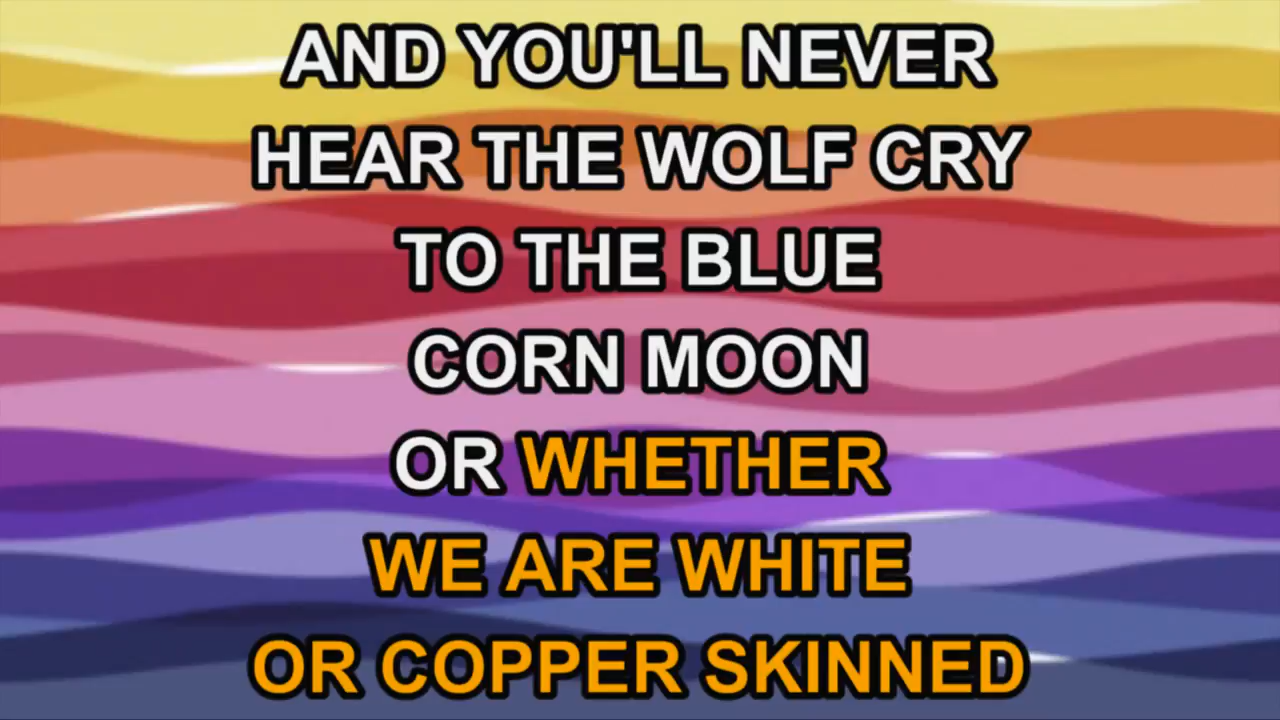 AND YOU'LL NEVER
HEAR THE WOLF CRY
TO THE BLUE
CORN MOON
OR WHETHER
WE ARE WHITE
OR COPPER SKINNED